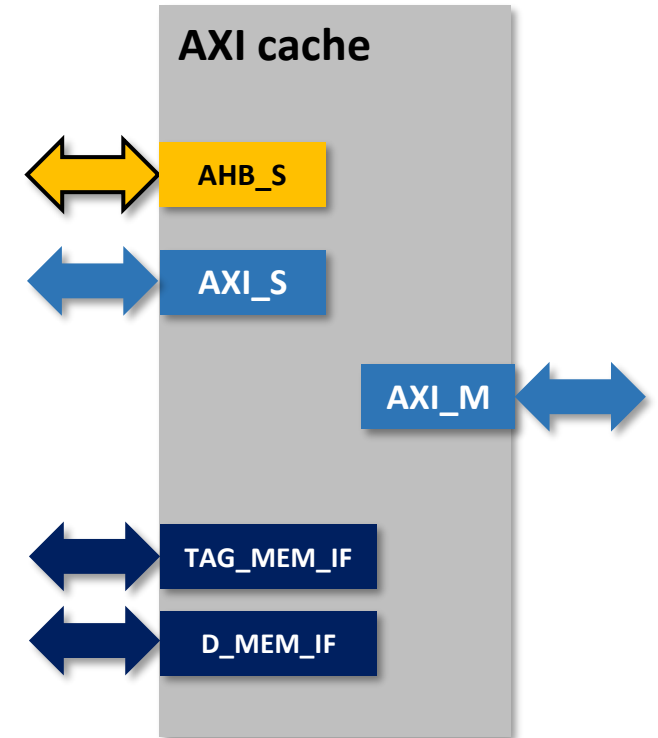 AXI cache
AHB_S
AXI_S
AXI_M
TAG_MEM_IF
D_MEM_IF